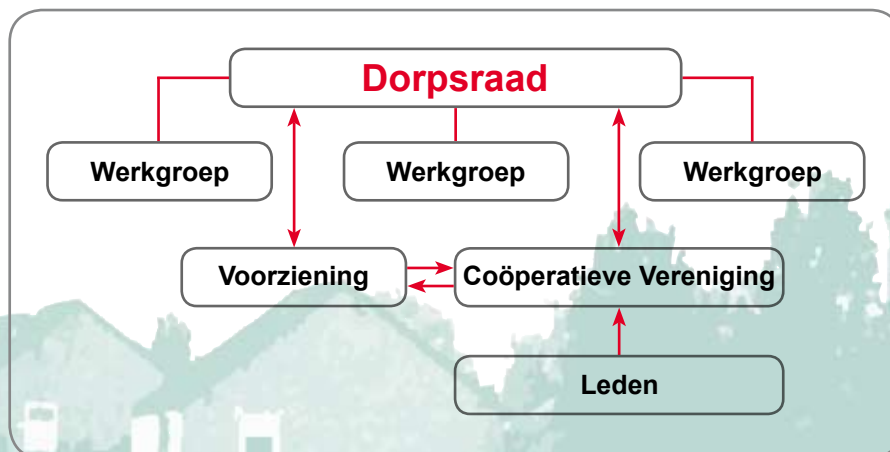 Dorpsraad
Werkgroep
Werkgroep
Werkgroep
Voorziening
Coöperatieve Vereniging
Leden